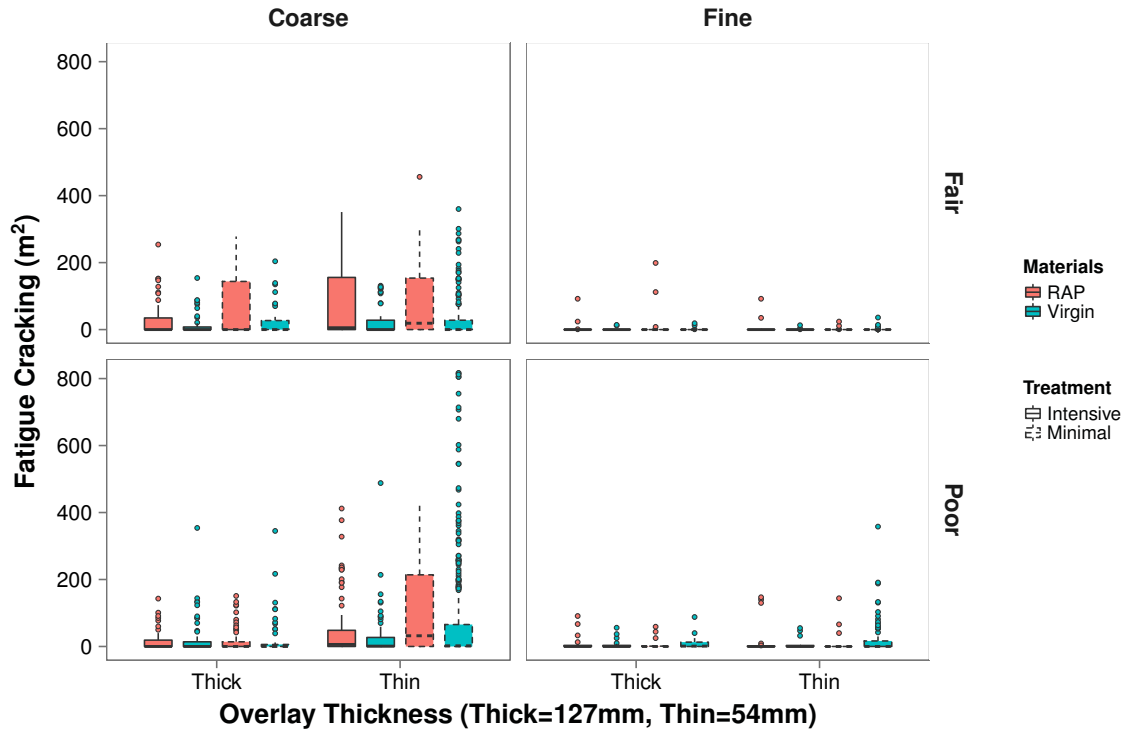 Coarse
Fine
800
600
400
200
0
Fair
800
600
400
200
0
Poor
Fatigue Cracking (m²)
Thick
Thin
Thick
Thin
Overlay Thickness (Thick=127mm, Thin=54mm)
Materials
RAP
Virgin
Treatment
Intensive
Minimal